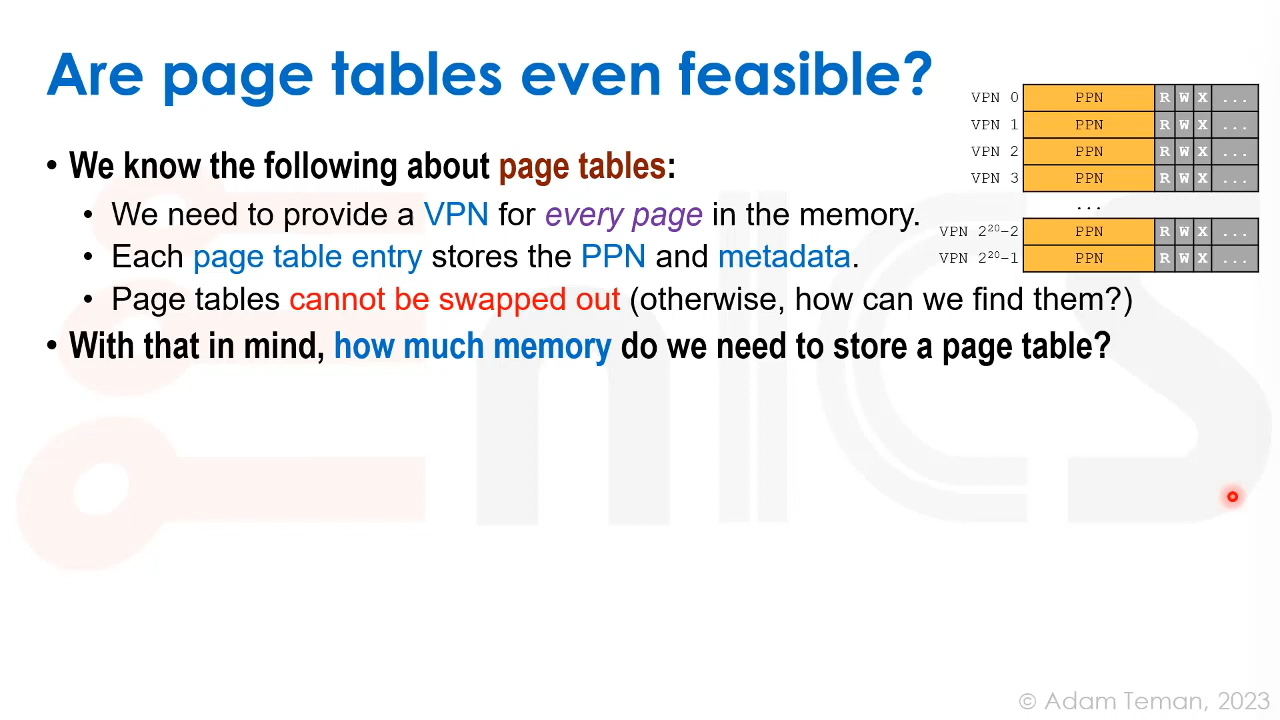 Are page tables even feasible?
VPN 0 PPN R W X ...
VPN 1 PPN R W X ...
VPN 2 PPN R W X ...
VPN 3 PPN R W X ...
...
VPN 2²⁰−2 PPN R W X ...
VPN 2²⁰−1 PPN R W X ...
• We know the following about page tables:
• We need to provide a VPN for every page in the memory.
• Each page table entry stores the PPN and metadata.
• Page tables cannot be swapped out (otherwise, how can we find them?)
• With that in mind, how much memory do we need to store a page table?
nICS
© Adam Teman, 2023